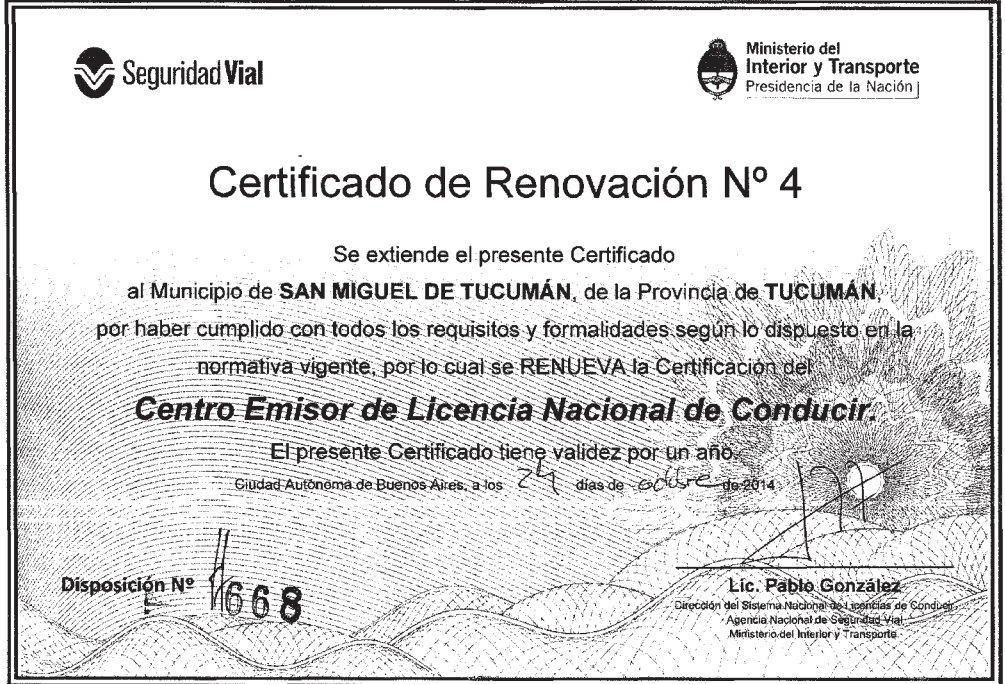 Seguridad Vial
Ministerio del
Interior y Transporte
Presidencia de la Nación
Certificado de Renovación Nº 4
Se extiende el presente Certificado
al Municipio de SAN MIGUEL DE TUCUMÁN, de la Provincia de TUCUMÁN,
por haber cumplido con todos los requisitos y formalidades según lo dispuesto en la
normativa vigente, por lo cual se RENUEVA la Certificación del
Centro Emisor de Licencia Nacional de Conducir.
El presente Certificado tiene validez por un año.
Ciudad Autónoma de Buenos Aires, a los 24 días de octubre de 2014
Disposición Nº 668
Lic. Pablo González
Dirección del Sistema Nacional de Licencias de Conducir
Agencia Nacional de Seguridad Vial
Ministerio del Interior y Transporte